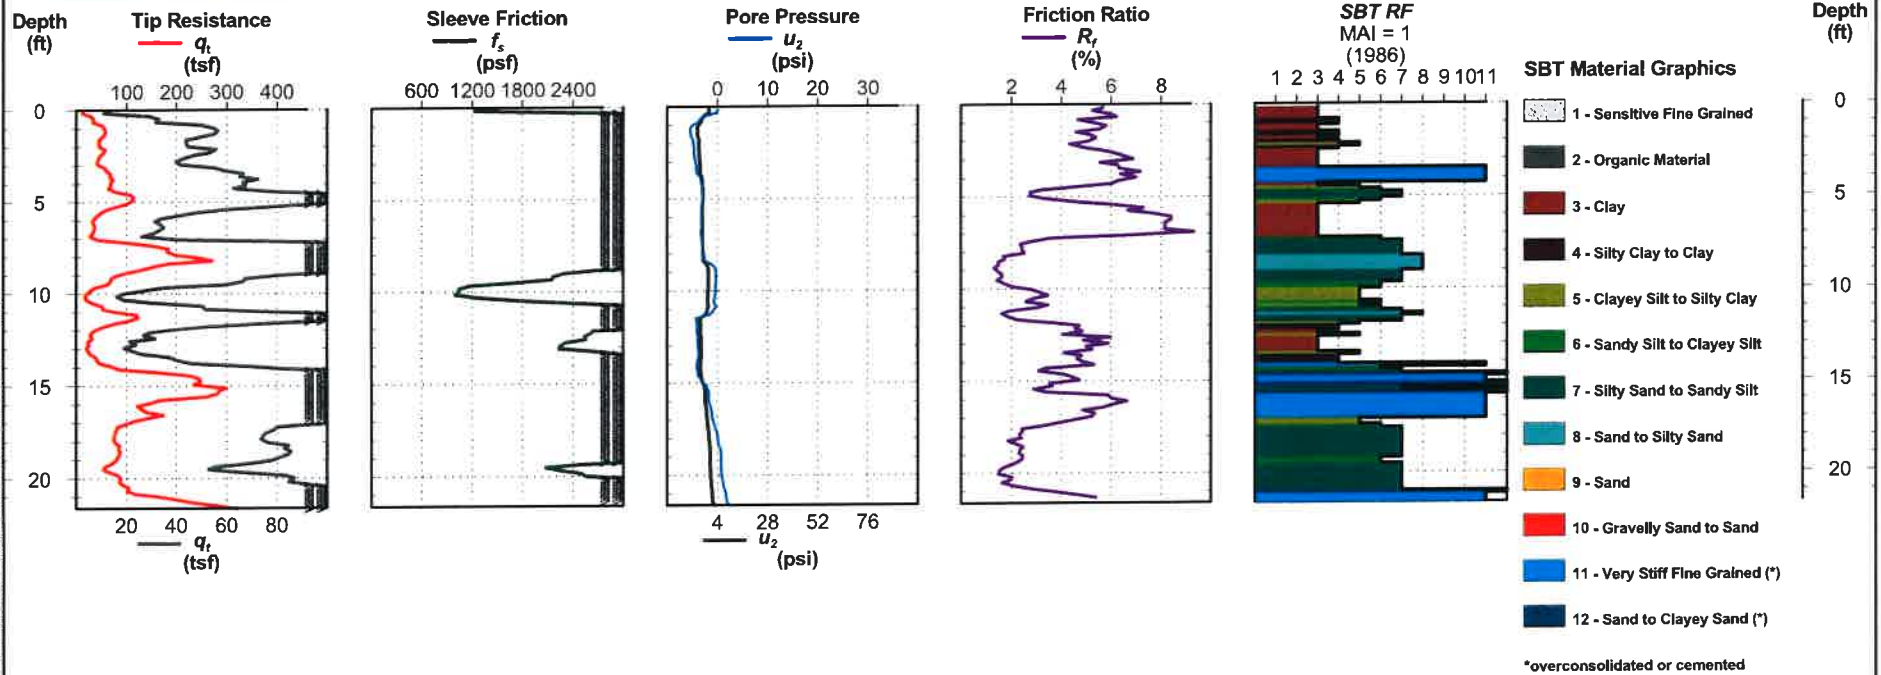 Depth
(ft)
Tip Resistance
qt
(tsf)
100 200 300 400
Sleeve Friction
fs
(psf)
600 1200 1800 2400
Pore Pressure
u2
(psi)
0 10 20 30
Friction Ratio
Rf
(%)
2 4 6 8
SBT RF
MAI = 1
(1986)
1 2 3 4 5 6 7 8 9 10 11
Depth
(ft)
0
5
10
15
20
20 40 60 80
qt
(tsf)
4 28 52 76
u2
(psi)
SBT Material Graphics
1 - Sensitive Fine Grained
2 - Organic Material
3 - Clay
4 - Silty Clay to Clay
5 - Clayey Silt to Silty Clay
6 - Sandy Silt to Clayey Silt
7 - Silty Sand to Sandy Silt
8 - Sand to Silty Sand
9 - Sand
10 - Gravelly Sand to Sand
11 - Very Stiff Fine Grained (*)
12 - Sand to Clayey Sand (*)
*overconsolidated or cemented
0
5
10
15
20